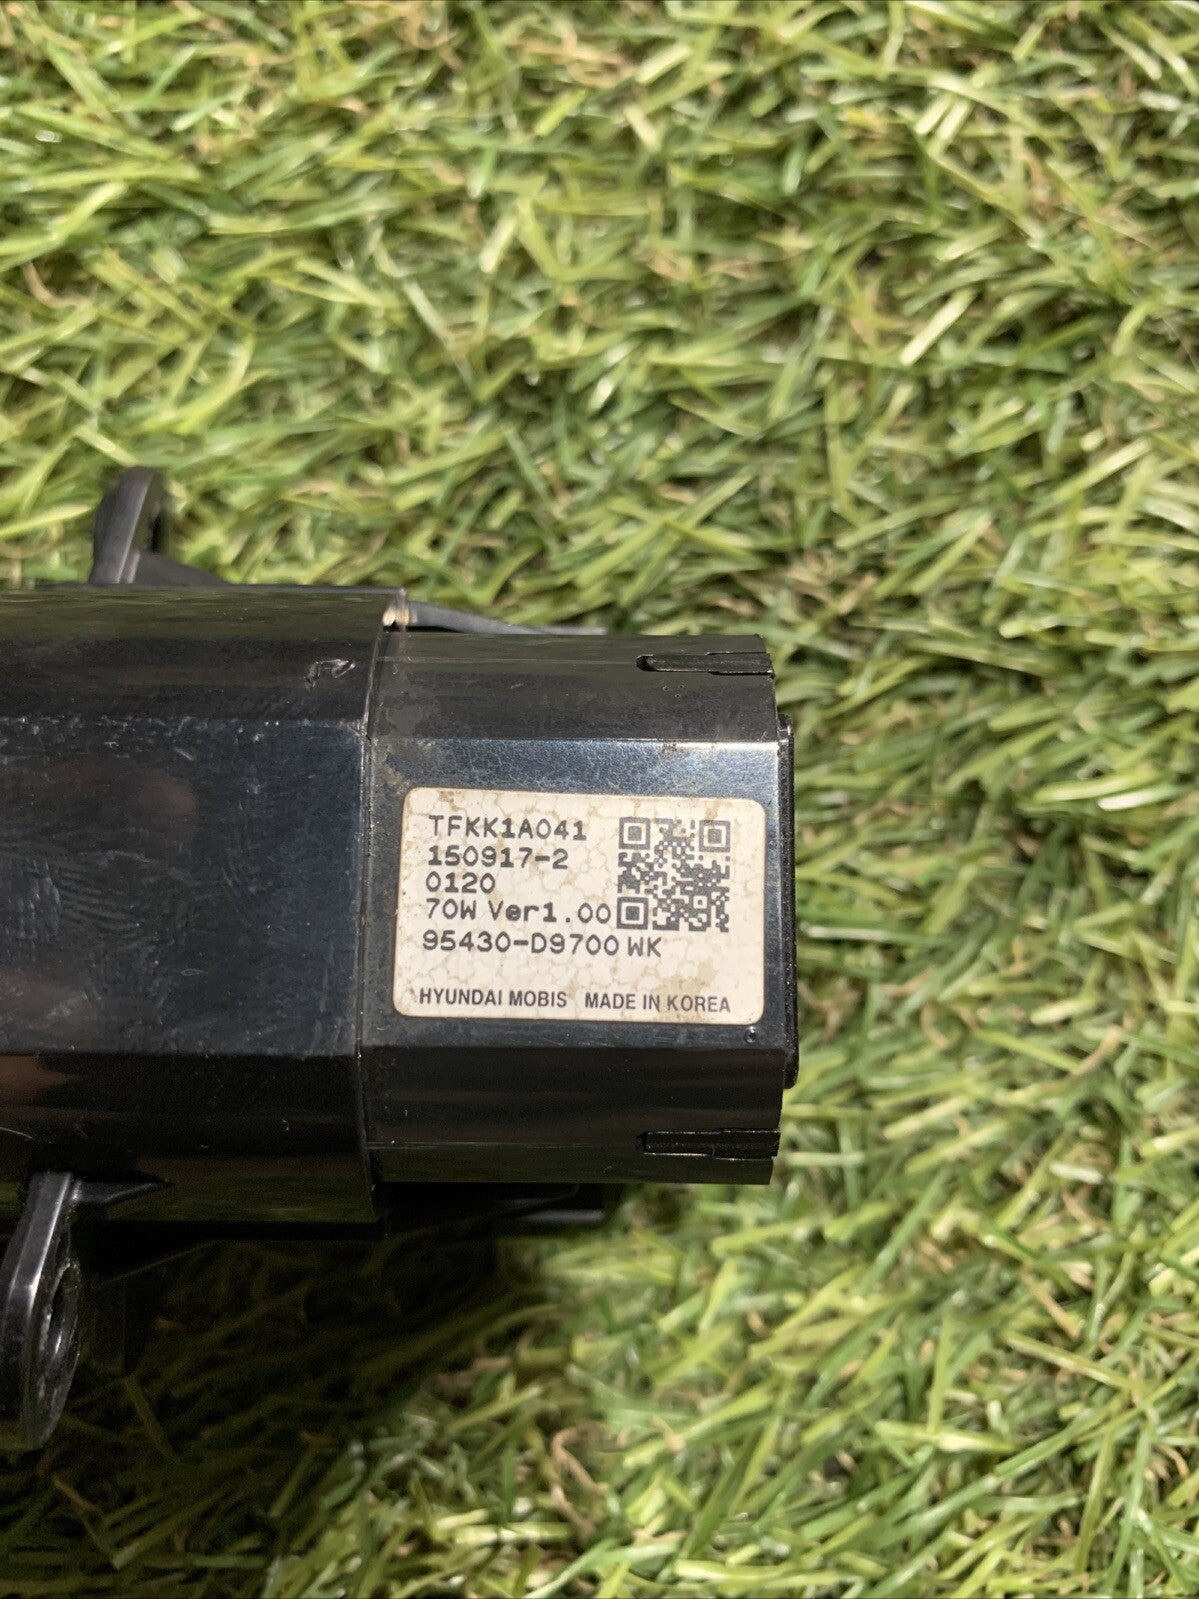 TFKK1A041
150917-2
0120
70W Ver1.00
95430-D9700 WK
HYUNDAI MOBIS MADE IN KOREA